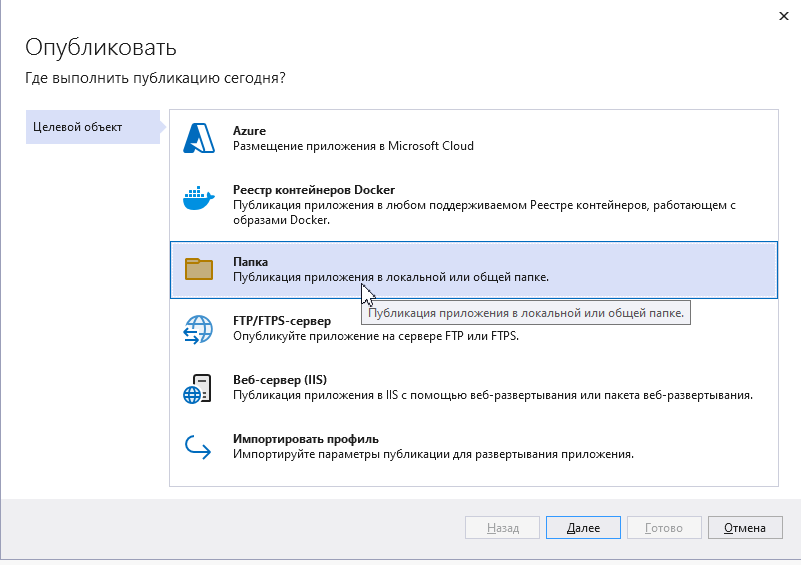 Опубликовать
Где выполнить публикацию сегодня?
Целевой объект
Azure
Размещение приложения в Microsoft Cloud
Реестр контейнеров Docker
Публикация приложения в любом поддерживаемом Реестре контейнеров, работающем с
образами Docker.
Папка
Публикация приложения в локальной или общей папке.
Публикация приложения в локальной или общей папке.
FTP/FTPS-сервер
Опубликуйте приложение на сервере FTP или FTPS.
Веб-сервер (IIS)
Публикация приложения в IIS с помощью веб-развертывания или пакета веб-развертывания.
Импортировать профиль
Импортируйте параметры публикации для развертывания приложения.
Назад
Далее
Готово
Отмена